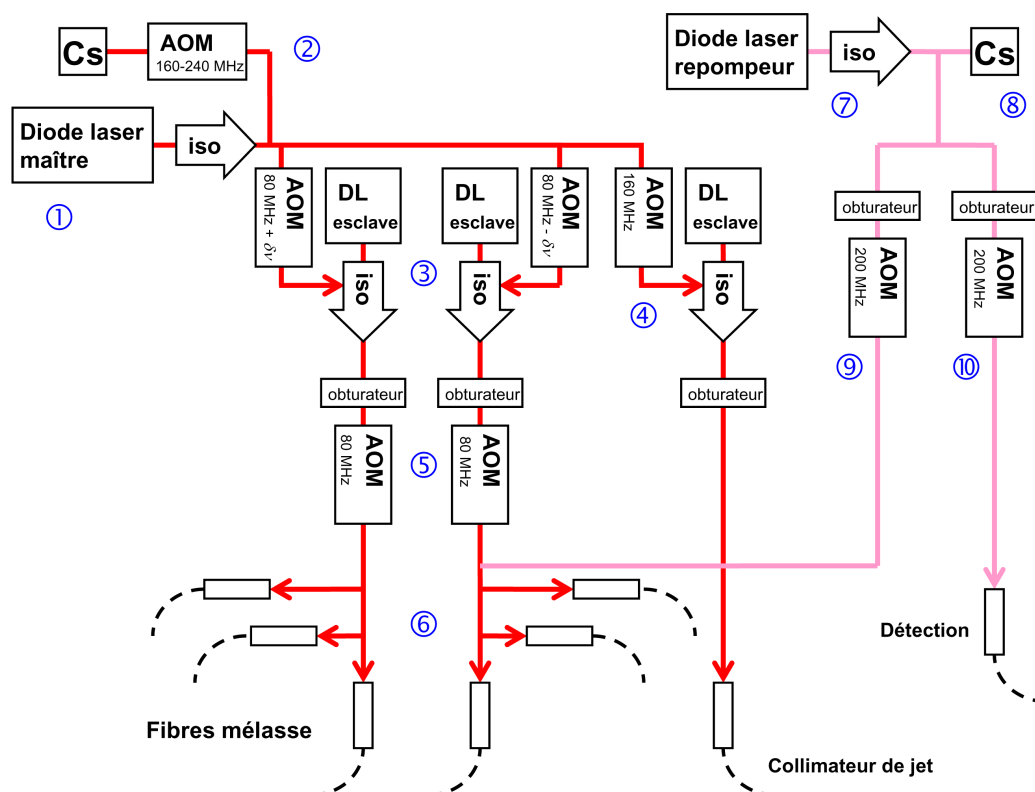 Cs
AOM
160-240 MHz
②
Diode laser
repompeur
iso
Cs
⑦
⑧
Diode laser
maître
iso
①
AOM
80 MHz + δν
DL
esclave
DL
esclave
AOM
80 MHz - δν
AOM
160 MHz
DL
esclave
obturateur
obturateur
iso
③
iso
④
iso
AOM
200 MHz
AOM
200 MHz
⑨
⑩
obturateur
obturateur
obturateur
AOM
80 MHz
⑤
AOM
80 MHz
⑥
Détection
Fibres mélasse
Collimateur de jet